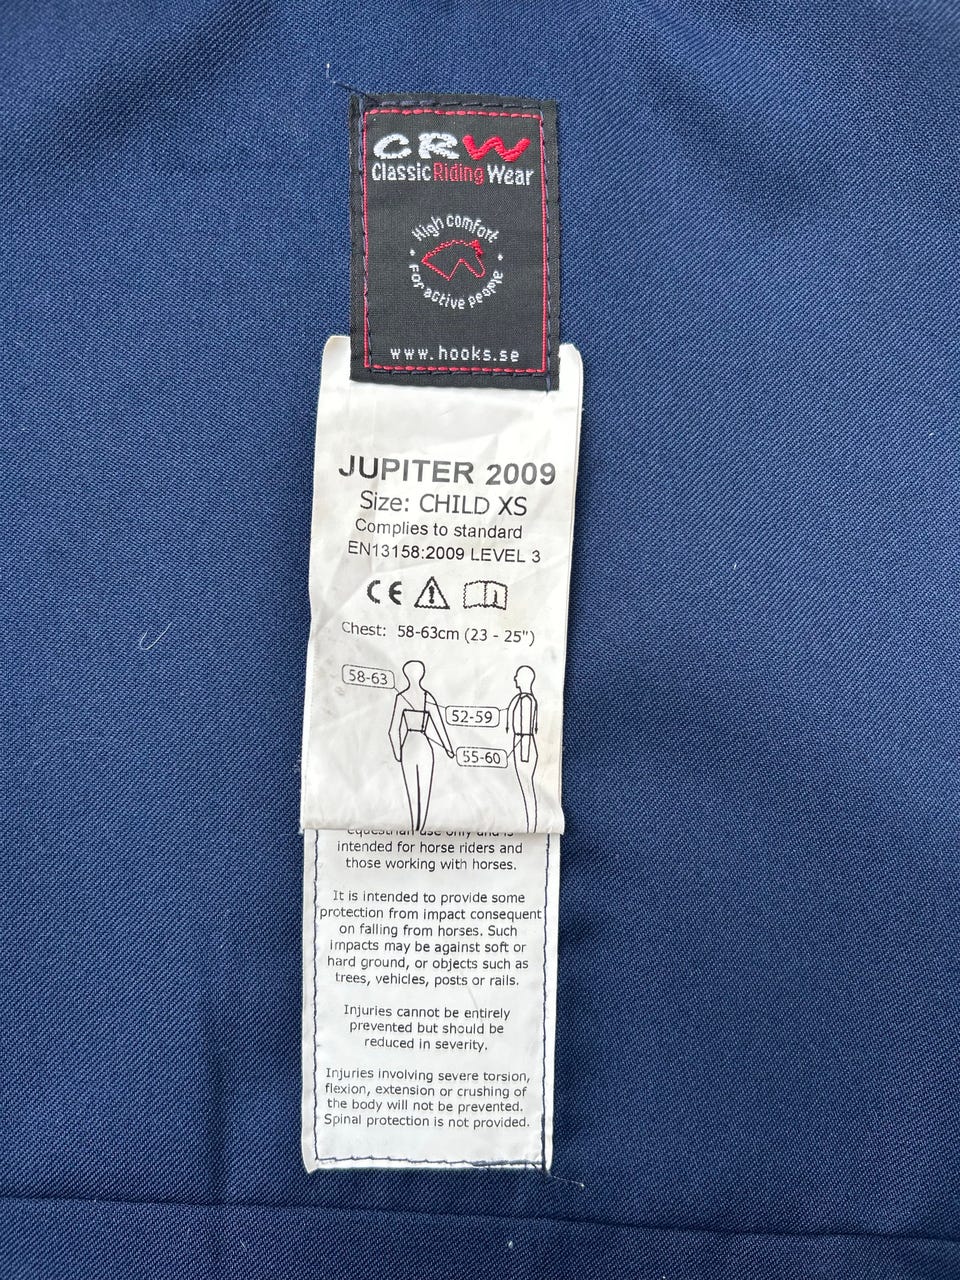 CRW
Classic Riding Wear
High comfort
For active people
www.hooks.se
JUPITER 2009
Size: CHILD XS
Complies to standard
EN13158:2009 LEVEL 3
CE
Chest: 58-63cm (23 - 25")
58-63
52-59
55-60
equestrian use only and is
intended for horse riders and
those working with horses.
It is intended to provide some
protection from impact consequent
on falling from horses. Such
impacts may be against soft or
hard ground, or objects such as
trees, vehicles, posts or rails.
Injuries cannot be entirely
prevented but should be
reduced in severity.
Injuries involving severe torsion,
flexion, extension or crushing of
the body will not be prevented.
Spinal protection is not provided.